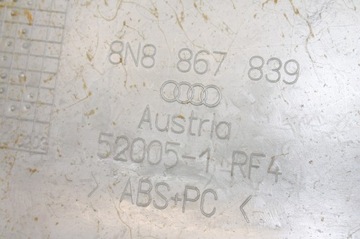 8N8 867 839
Austria
52005-1 RF4
> ABS+PC <